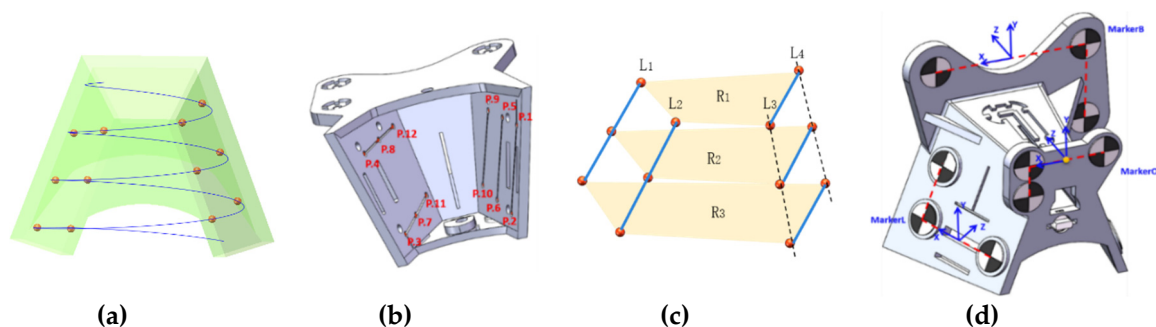 P.9
P.5
P.1
P.12
P.8
P.4
P.10
P.11
P.6
P.7
P.2
P.3
L1
L4
L2
L3
R1
R2
R3
MarkerB
Y
Z
X
Z
Y
X
MarkerC
MarkerL
Y
X
Z
(a)
(b)
(c)
(d)